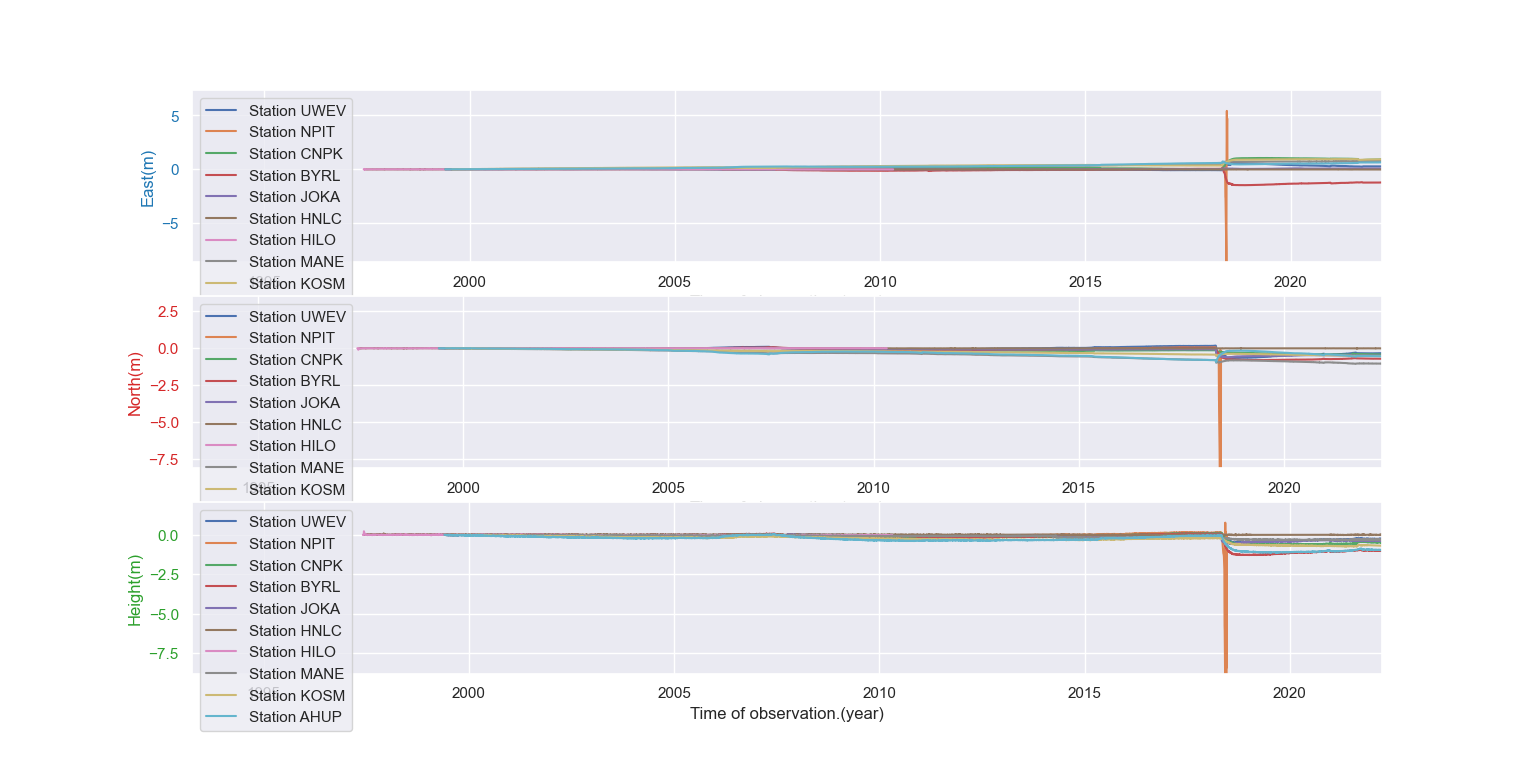 East(m)
5
0
−5
Station UWEV
Station NPIT
Station CNPK
Station BYRL
Station JOKA
Station HNLC
Station HILO
Station MANE
Station KOSM
1995 2000 2005 2010 2015 2020
North(m)
2.5
0.0
−2.5
−5.0
−7.5
Station UWEV
Station NPIT
Station CNPK
Station BYRL
Station JOKA
Station HNLC
Station HILO
Station MANE
Station KOSM
1995 2000 2005 2010 2015 2020
Height(m)
0.0
−2.5
−5.0
−7.5
Station UWEV
Station NPIT
Station CNPK
Station BYRL
Station JOKA
Station HNLC
Station HILO
Station MANE
Station KOSM
Station AHUP
1995 2000 2005 2010 2015 2020
Time of observation.(year)